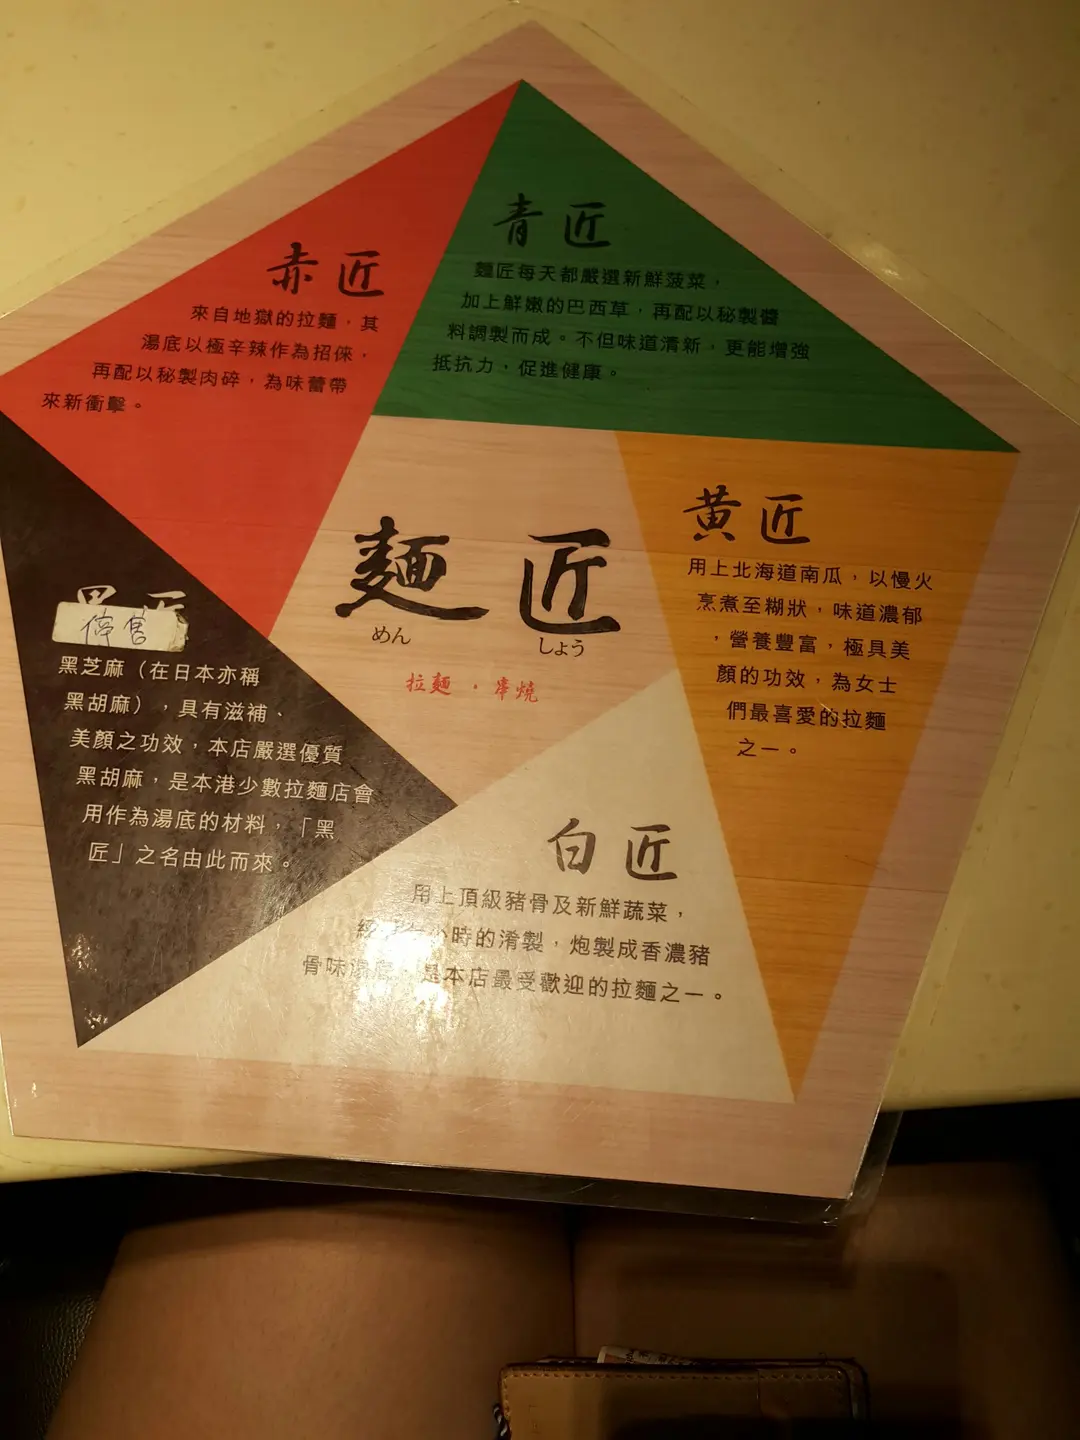 青匠
麵匠每天都嚴選新鮮菠菜，
加上鮮嫩的巴西草，再配以秘製醬
料調製而成。不但味道清新，更能增強
抵抗力，促進健康。
赤匠
來自地獄的拉麵，其
湯底以極辛辣作為招倈，
再配以秘製肉碎，為味蕾帶
來新衝擊。
麵匠
めん しょう
拉麵．串燒
黃匠
用上北海道南瓜，以慢火
烹煮至糊狀，味道濃郁
，營養豐富，極具美
顏的功效，為女士
們最喜愛的拉麵
之一。
停售
黑芝麻（在日本亦稱
黑胡麻），具有滋補、
美顏之功效，本店嚴選優質
黑胡麻，是本港少數拉麵店會
用作為湯底的材料，「黑
匠」之名由此而來。
白匠
用上頂級豬骨及新鮮蔬菜，
小時的淆製，炮製成香濃豬
骨味湯底，是本店最受歡迎的拉麵之一。